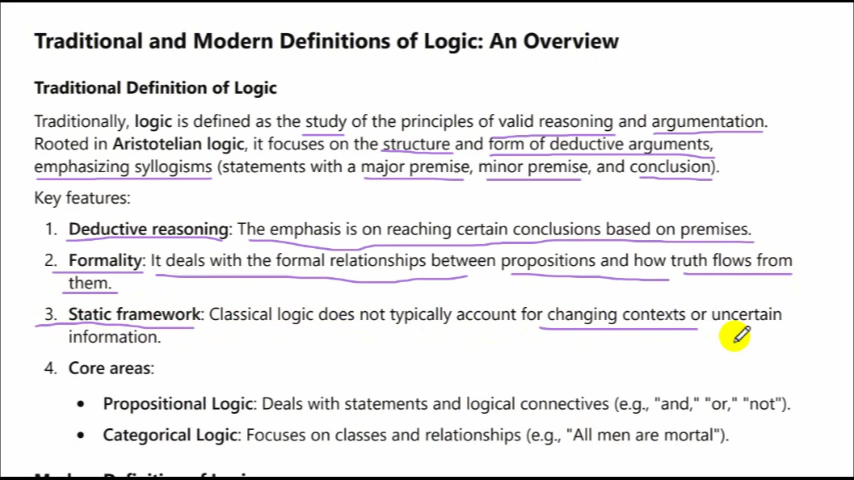 Traditional and Modern Definitions of Logic: An Overview
Traditional Definition of Logic
Traditionally, logic is defined as the study of the principles of valid reasoning and argumentation.
Rooted in Aristotelian logic, it focuses on the structure and form of deductive arguments,
emphasizing syllogisms (statements with a major premise, minor premise, and conclusion).
Key features:
1. Deductive reasoning: The emphasis is on reaching certain conclusions based on premises.
2. Formality: It deals with the formal relationships between propositions and how truth flows from
them.
3. Static framework: Classical logic does not typically account for changing contexts or uncertain
information.
4. Core areas:
• Propositional Logic: Deals with statements and logical connectives (e.g., "and," "or," "not").
• Categorical Logic: Focuses on classes and relationships (e.g., "All men are mortal").
Modern Definition of Logic